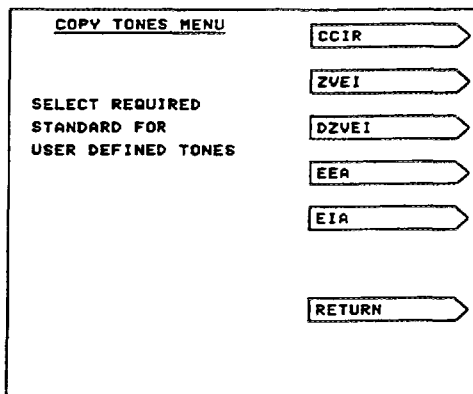 COPY TONES MENU
SELECT REQUIRED
STANDARD FOR
USER DEFINED TONES
CCIR
ZVEI
DZVEI
EEA
EIA
RETURN